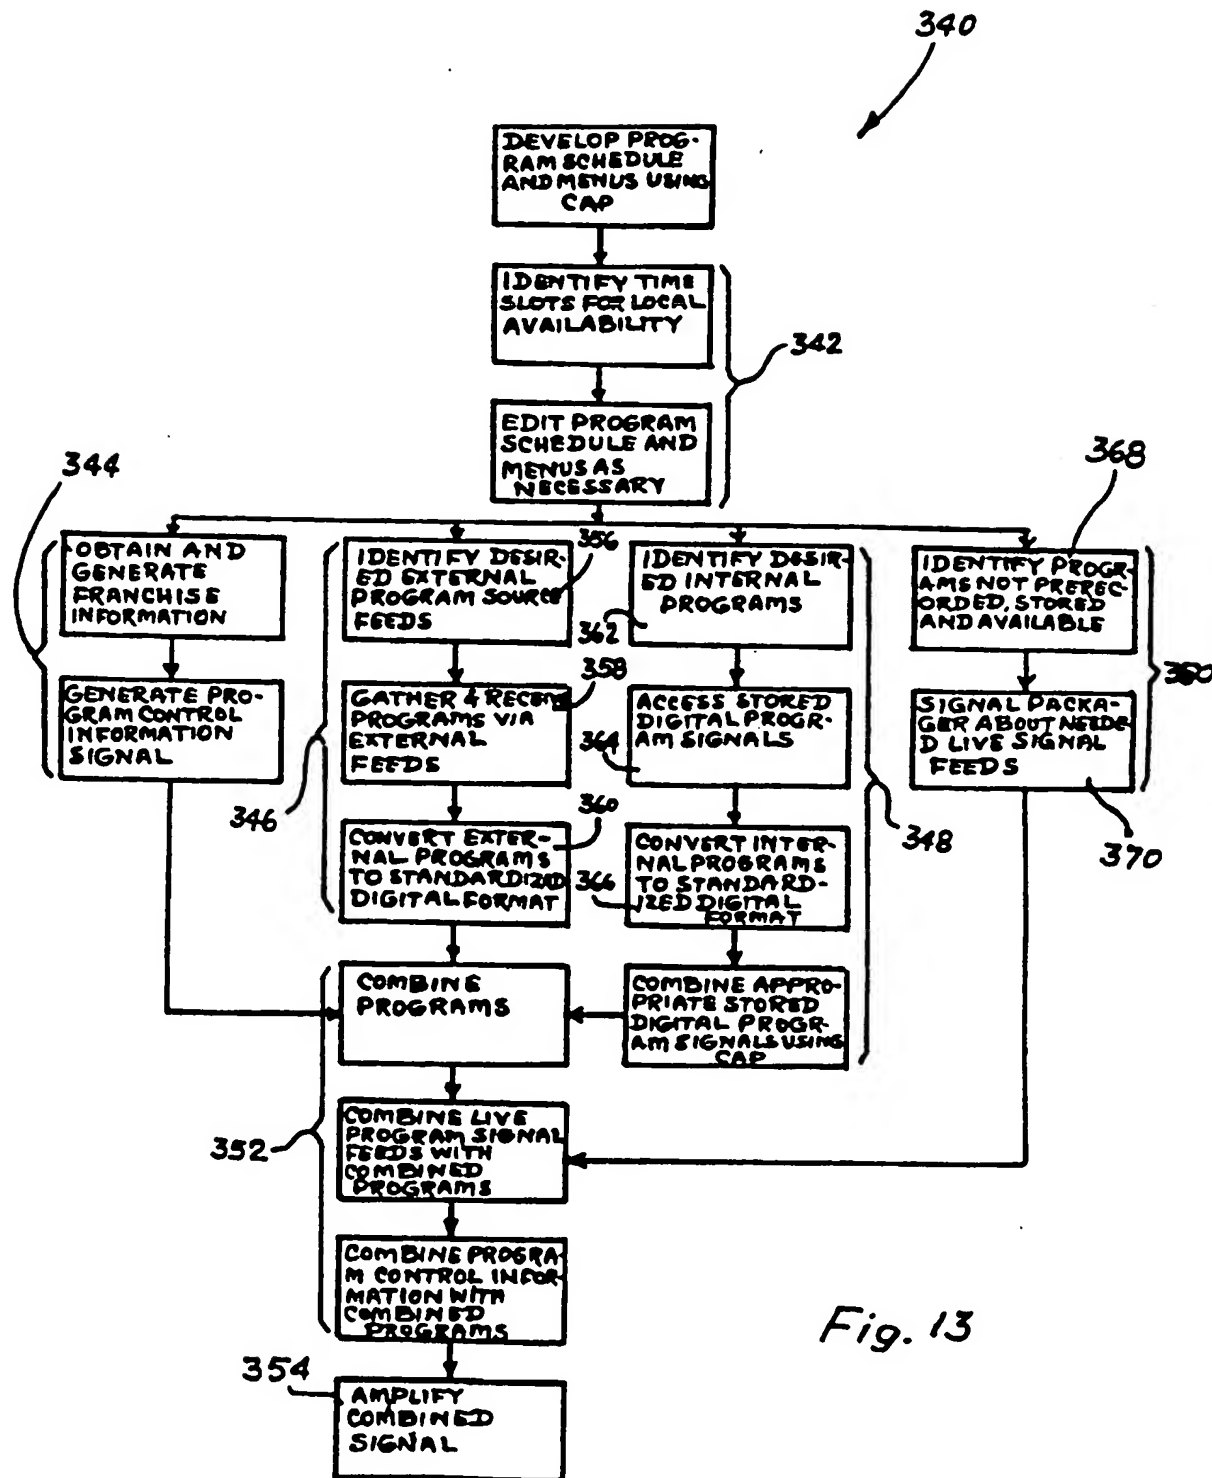 340
DEVELOP PROG-
RAM SCHEDULE
AND MENUS USING
CAP
IDENTIFY TIME
SLOTS FOR LOCAL
AVAILABILITY
342
EDIT PROGRAM
SCHEDULE AND
MENUS AS
NECESSARY
344
OBTAIN AND
GENERATE
FRANCHISE
INFORMATION
GENERATE PRO-
GRAM CONTROL
INFORMATION
SIGNAL
346
IDENTIFY DESIR-
ED EXTERNAL
PROGRAM SOURCE
FEEDS
356
GATHER & RECEIVE
PROGRAMS VIA
EXTERNAL
FEEDS
358
CONVERT EXTER-
NAL PROGRAMS
TO STANDARDIZED
DIGITAL FORMAT
360
IDENTIFY DESIR-
ED INTERNAL
PROGRAMS
362
ACCESS STORED
DIGITAL PROGR-
AM SIGNALS
364
CONVERT INTER-
NAL PROGRAMS
TO STANDARD-
IZED DIGITAL
FORMAT
366
COMBINE APPRO-
PRIATE STORED
DIGITAL PROGR-
AM SIGNALS USING
CAP
348
368
IDENTIFY PROGR-
AMS NOT PREREC-
ORDED, STORED
AND AVAILABLE
SIGNAL PACKA-
GER ABOUT NEEDE-
D LIVE SIGNAL
FEEDS
370
352
COMBINE
PROGRAMS
COMBINE LIVE
PROGRAM SIGNAL
FEEDS WITH
COMBINED
PROGRAMS
COMBINE PROGRA-
M CONTROL INFOR-
MATION WITH
COMBINED
PROGRAMS
354
AMPLIFY
COMBINED
SIGNAL
Fig. 13